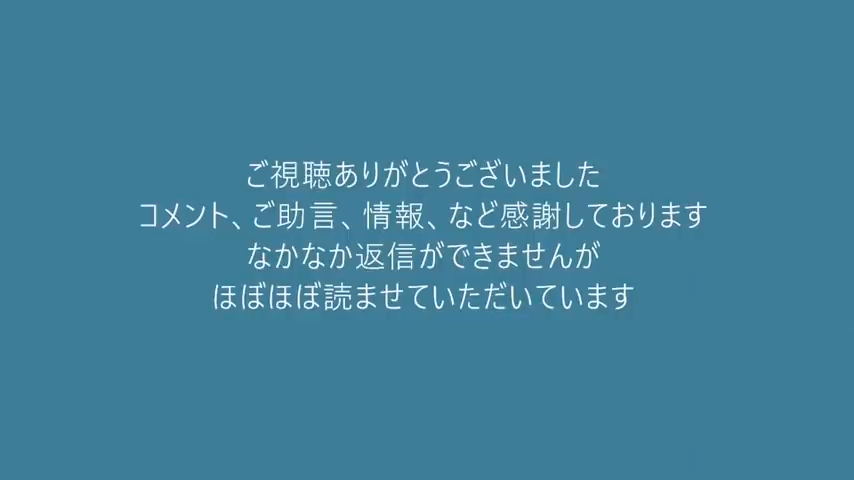 ご視聴ありがとうございました
コメント、ご助言、情報、など感謝しております
なかなか返信ができませんが
ほぼほぼ読ませていただいています